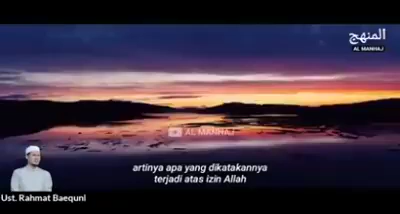 المنهج
AL MANHAJ
AL MANHAJ
artinya apa yang dikatakannya
terjadi atas izin Allah
Ust. Rahmat Baequni